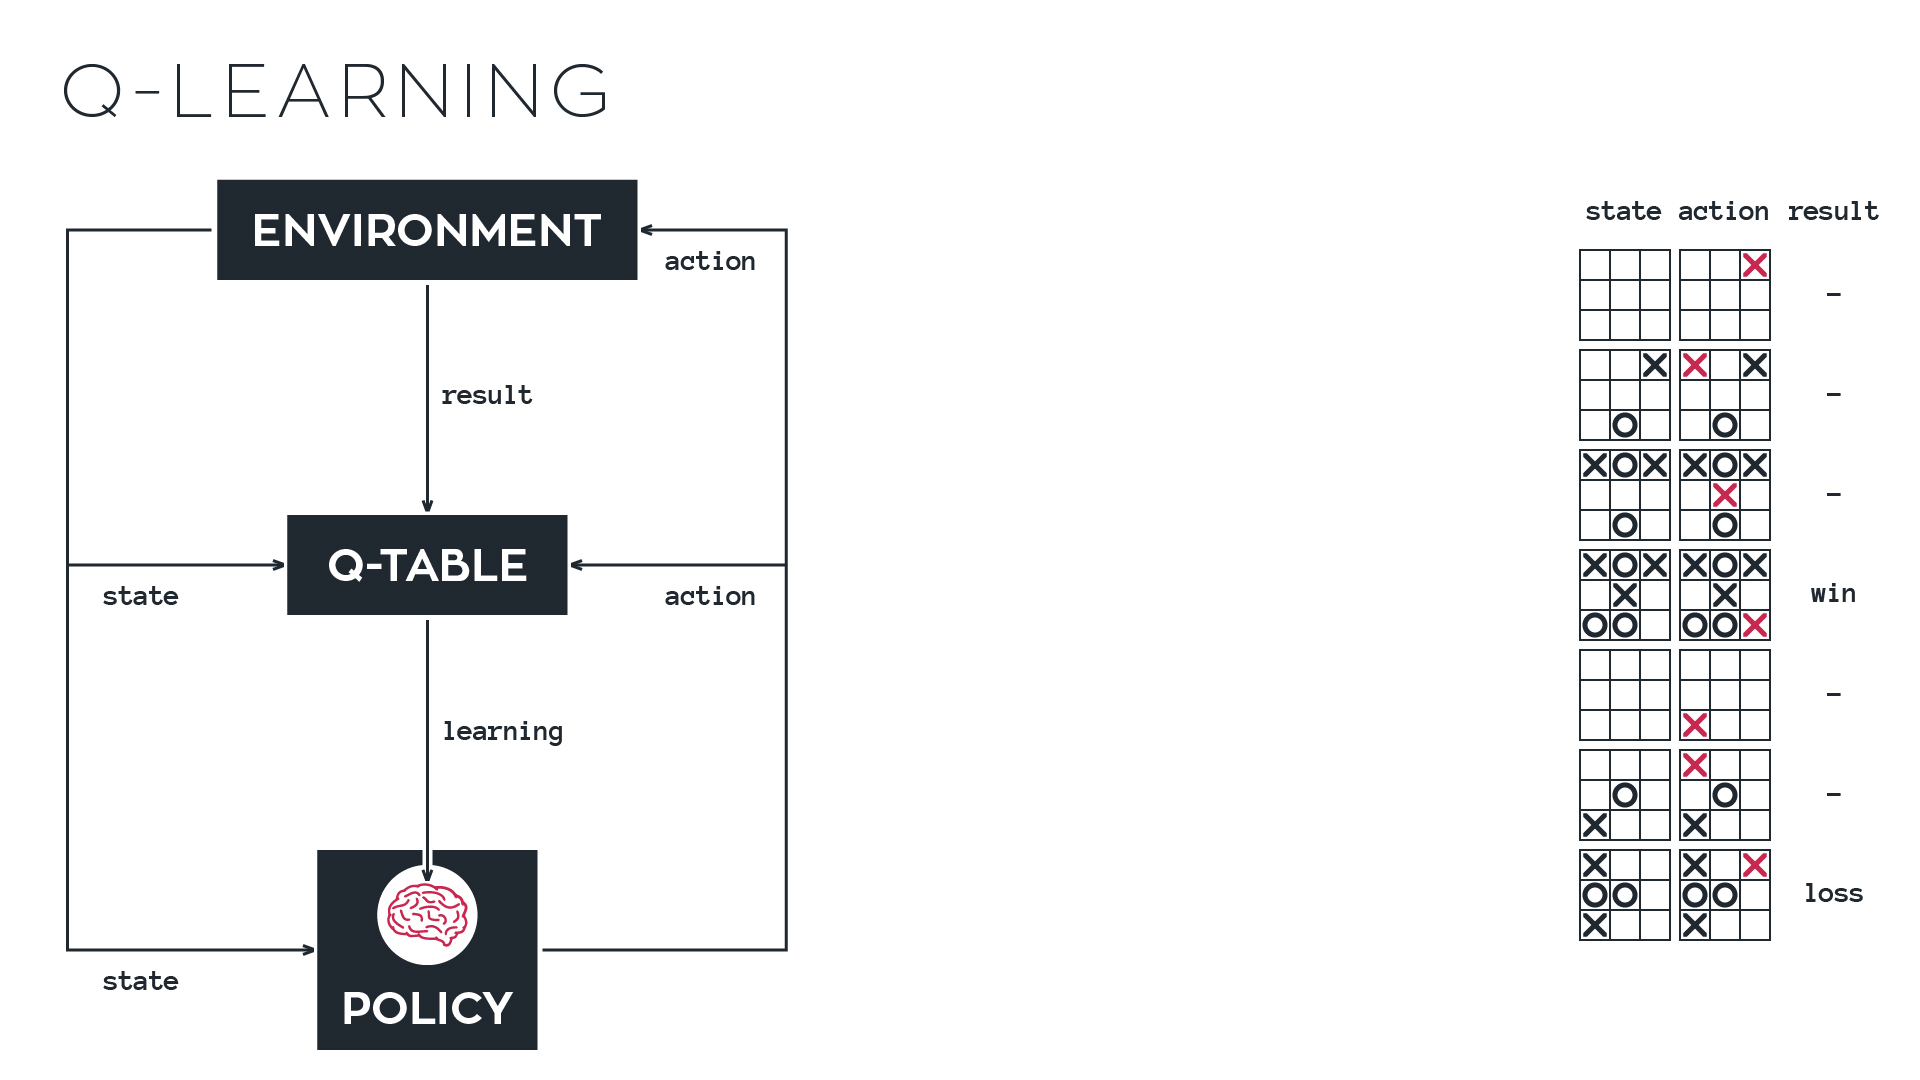 Q-LEARNING
ENVIRONMENT
action
result
Q-TABLE
state
action
learning
POLICY
state
state action result
–
–
–
win
–
–
loss